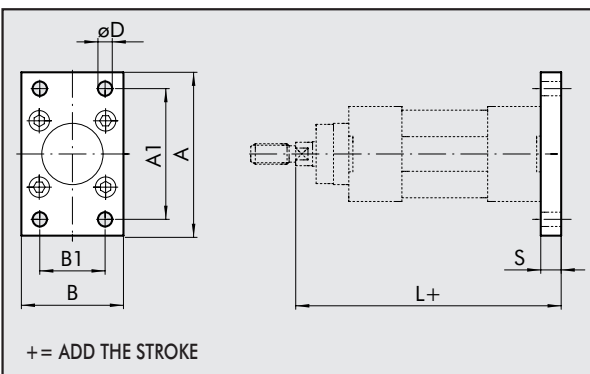 øD
A1
A
B1
B
S
L+
+= ADD THE STROKE